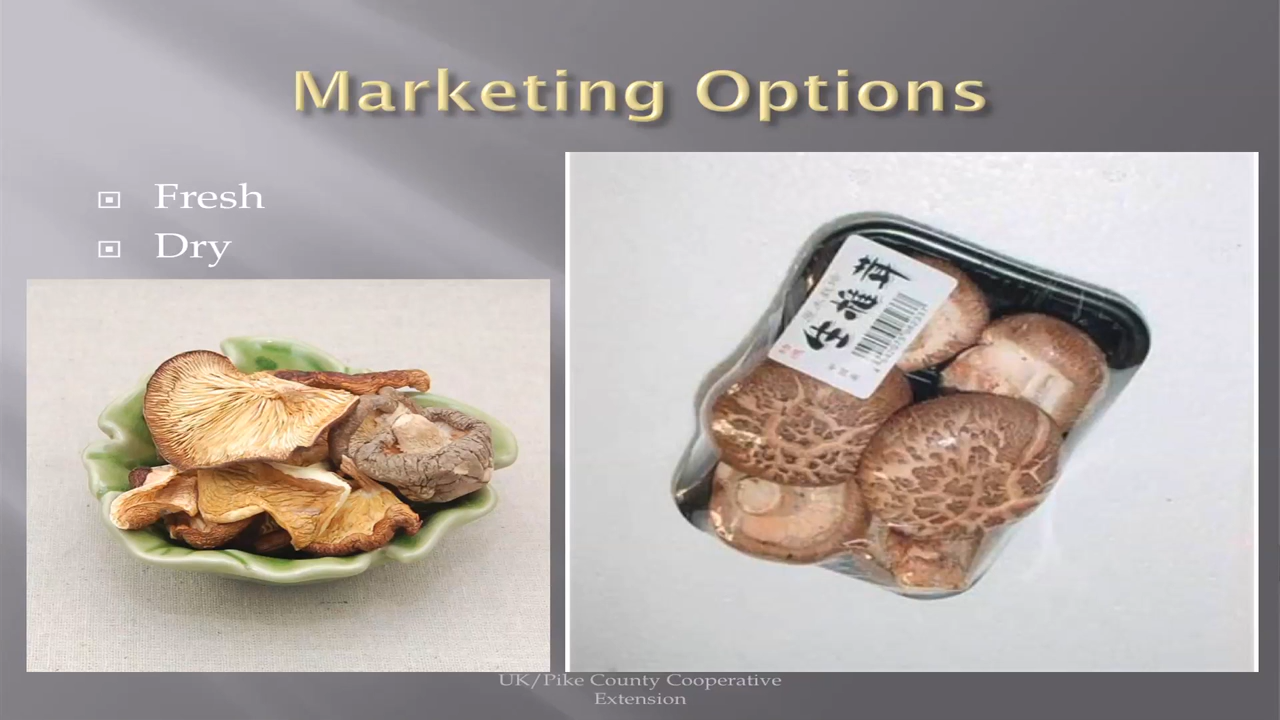 Marketing Options
Fresh
Dry
生椎茸
UK/Pike County Cooperative
Extension